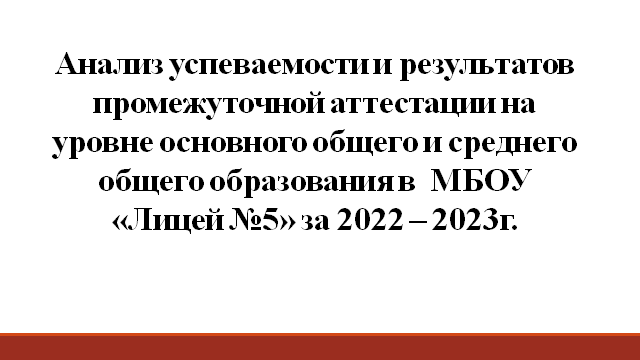 Анализ успеваемости и результатов
промежуточной аттестации на
уровне основного общего и среднего
общего образования в МБОУ
«Лицей №5» за 2022 – 2023г.